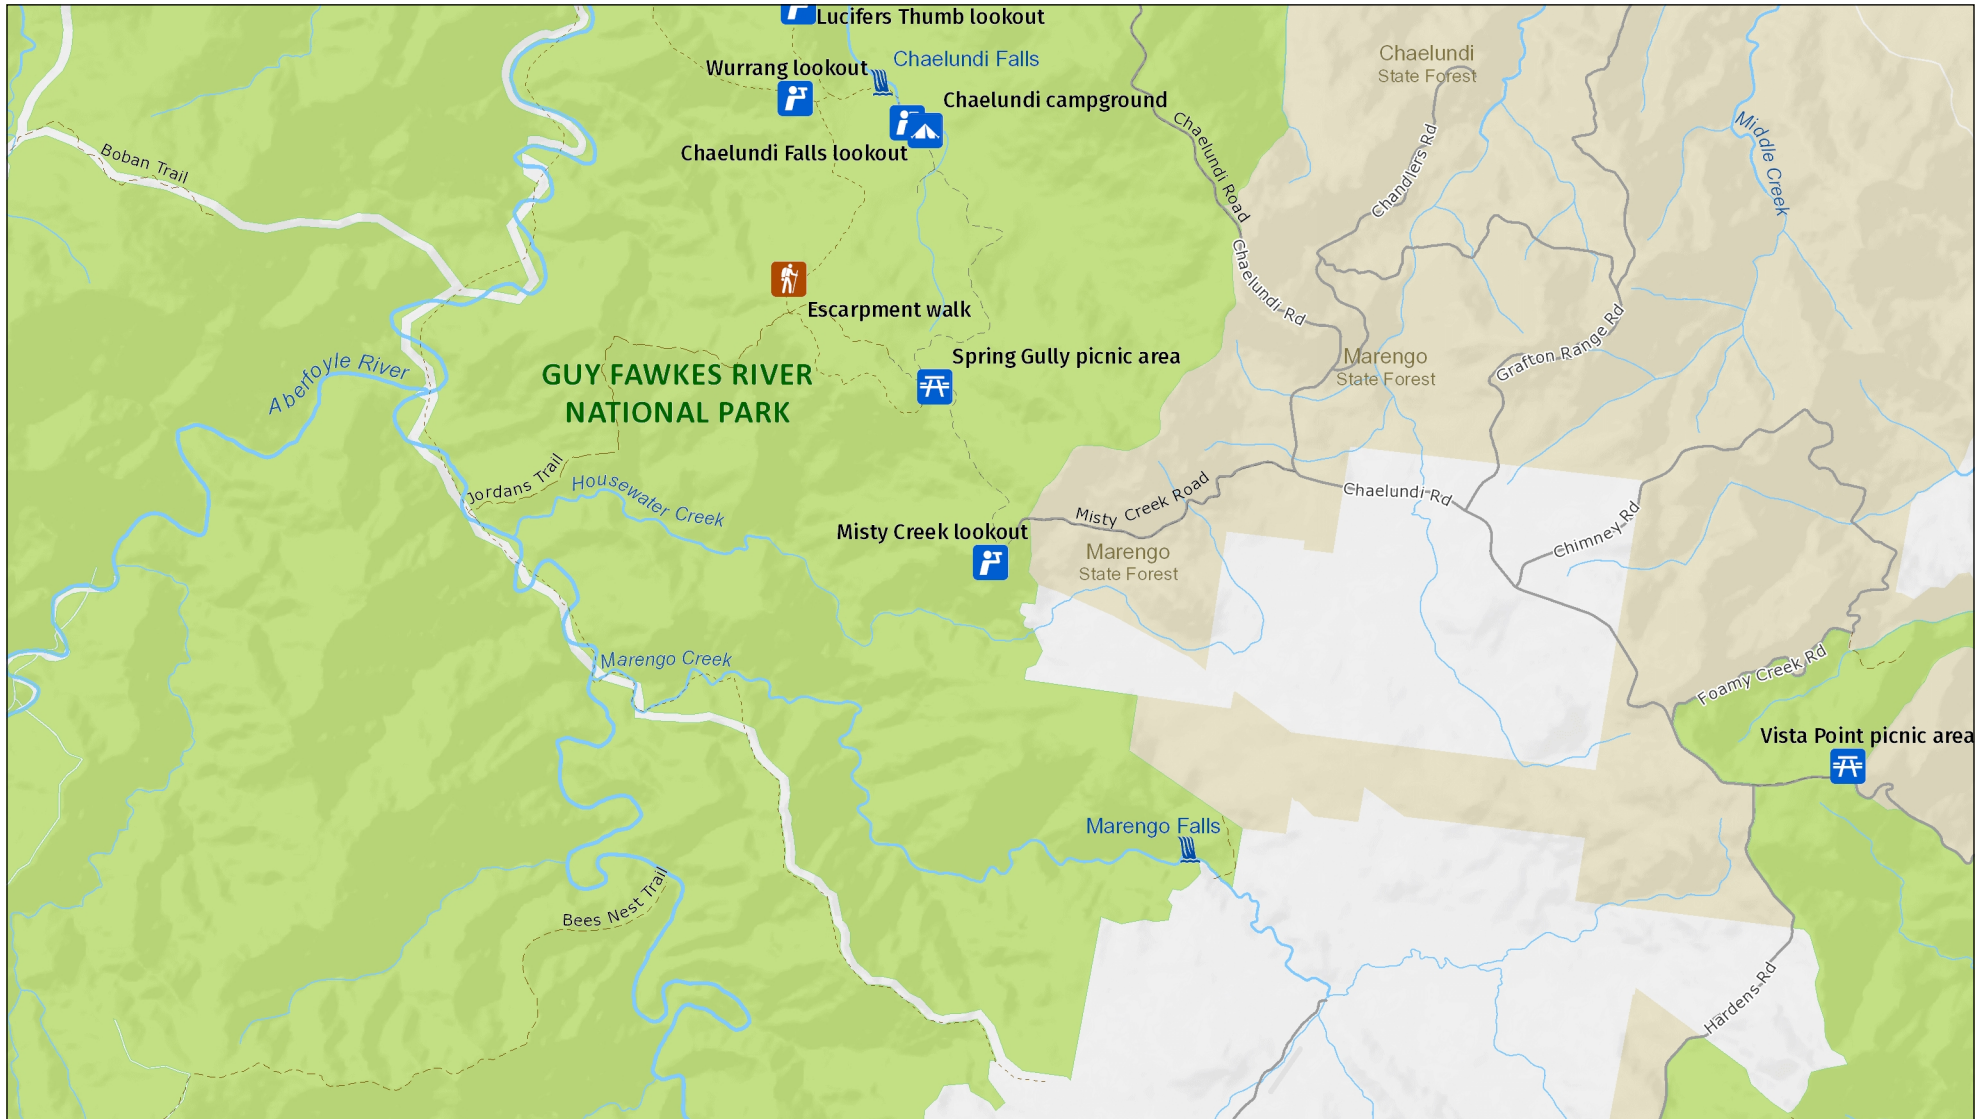 Lucifers Thumb lookout
Chaelundi Falls
Wurrang lookout
Chaelundi
State Forest
Chaelundi campground
Chaelundi Falls lookout
Boban Trail
Chaelundi Road
Chandlers Rd
Middle Creek
Chaelundi Rd
Escarpment walk
Grafton Range Rd
Aberfoyle River
GUY FAWKES RIVER
NATIONAL PARK
Spring Gully picnic area
Marengo
State Forest
Jordans Trail
Housewater Creek
Misty Creek Road
Chaelundi Rd
Chimney Rd
Misty Creek lookout
Marengo
State Forest
Marengo Creek
Foamy Creek Rd
Vista Point picnic area
Marengo Falls
Bees Nest Trail
Hardens Rd